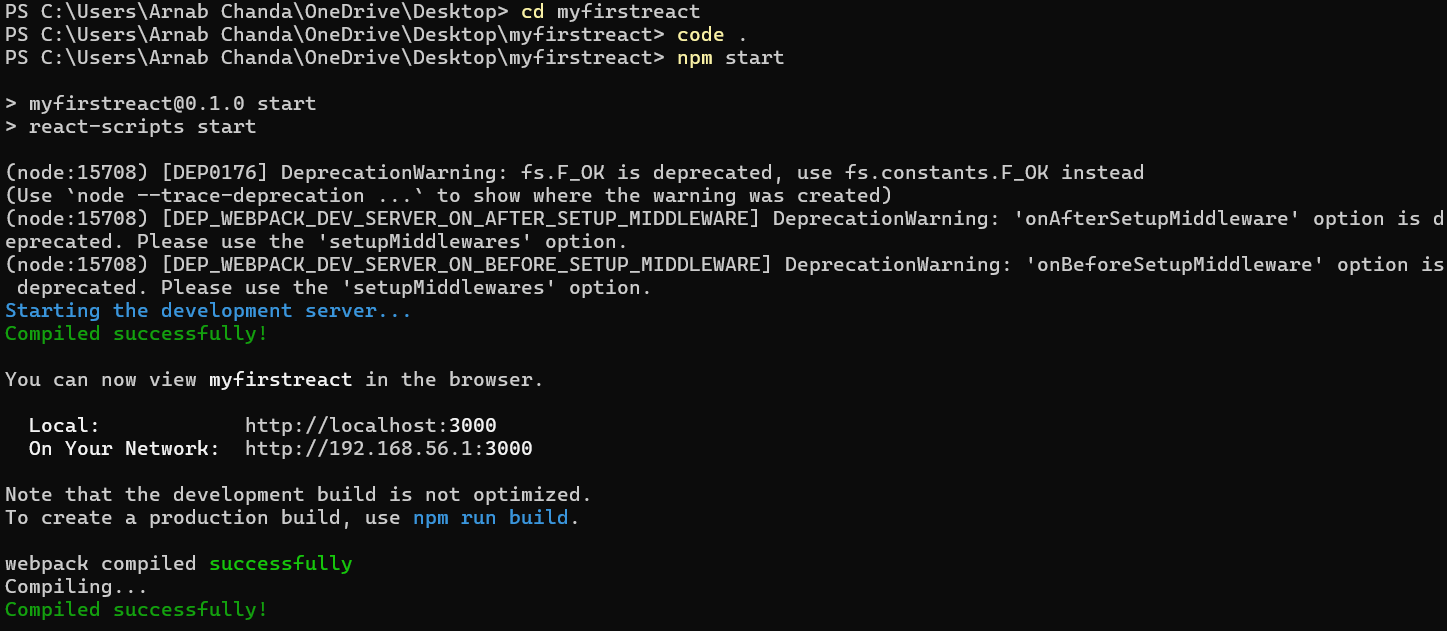 PS C:\Users\Arnab Chanda\OneDrive\Desktop> cd myfirstreact
PS C:\Users\Arnab Chanda\OneDrive\Desktop\myfirstreact> code .
PS C:\Users\Arnab Chanda\OneDrive\Desktop\myfirstreact> npm start
> myfirstreact@0.1.0 start
> react-scripts start
(node:15708) [DEP0176] DeprecationWarning: fs.F_OK is deprecated, use fs.constants.F_OK instead
(Use `node --trace-deprecation ...` to show where the warning was created)
(node:15708) [DEP_WEBPACK_DEV_SERVER_ON_AFTER_SETUP_MIDDLEWARE] DeprecationWarning: 'onAfterSetupMiddleware' option is d
eprecated. Please use the 'setupMiddlewares' option.
(node:15708) [DEP_WEBPACK_DEV_SERVER_ON_BEFORE_SETUP_MIDDLEWARE] DeprecationWarning: 'onBeforeSetupMiddleware' option is
 deprecated. Please use the 'setupMiddlewares' option.
Starting the development server...
Compiled successfully!
You can now view myfirstreact in the browser.
  Local:            http://localhost:3000
  On Your Network:  http://192.168.56.1:3000
Note that the development build is not optimized.
To create a production build, use npm run build.
webpack compiled successfully
Compiling...
Compiled successfully!